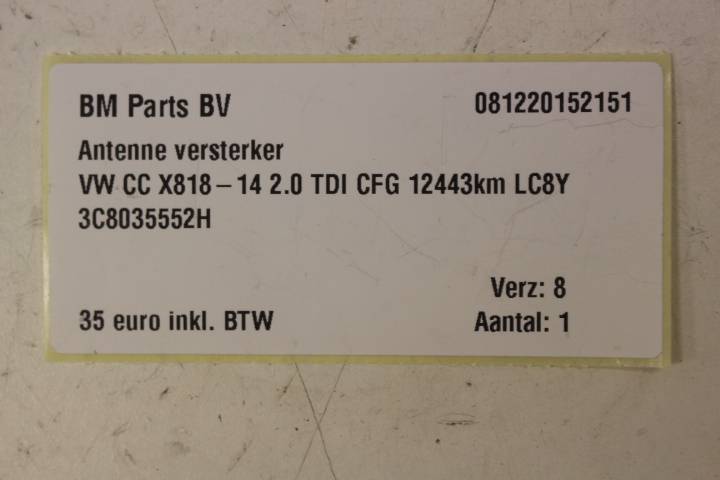 BM Parts BV 081220152151
Antenne versterker
VW CC X818 – 14 2.0 TDI CFG 12443km LC8Y
3C8035552H
Verz: 8
35 euro inkl. BTW Aantal: 1